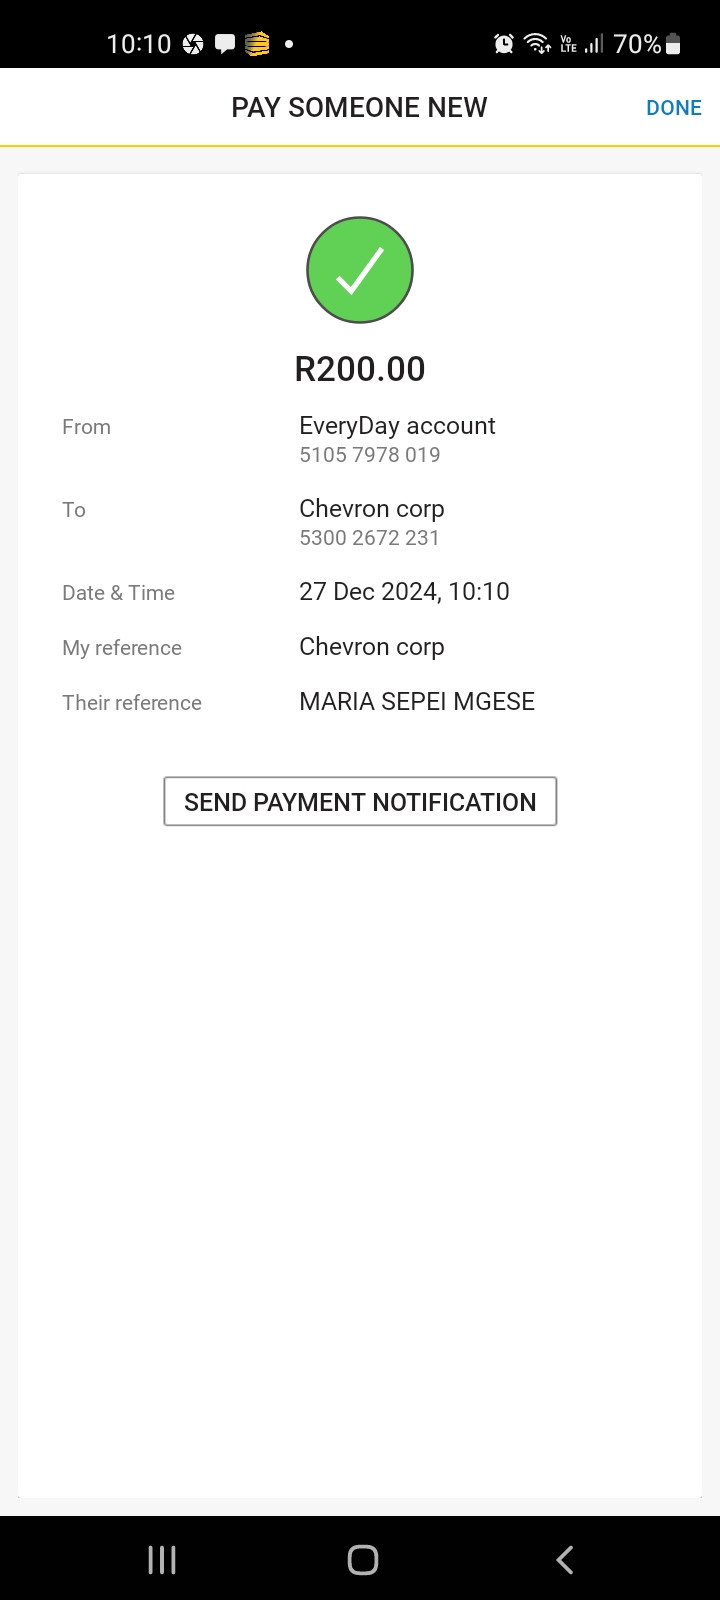 10:10
Vo
LTE
70%
PAY SOMEONE NEW
DONE
R200.00
From
EveryDay account
5105 7978 019
To
Chevron corp
5300 2672 231
Date & Time
27 Dec 2024, 10:10
My reference
Chevron corp
Their reference
MARIA SEPEI MGESE
SEND PAYMENT NOTIFICATION